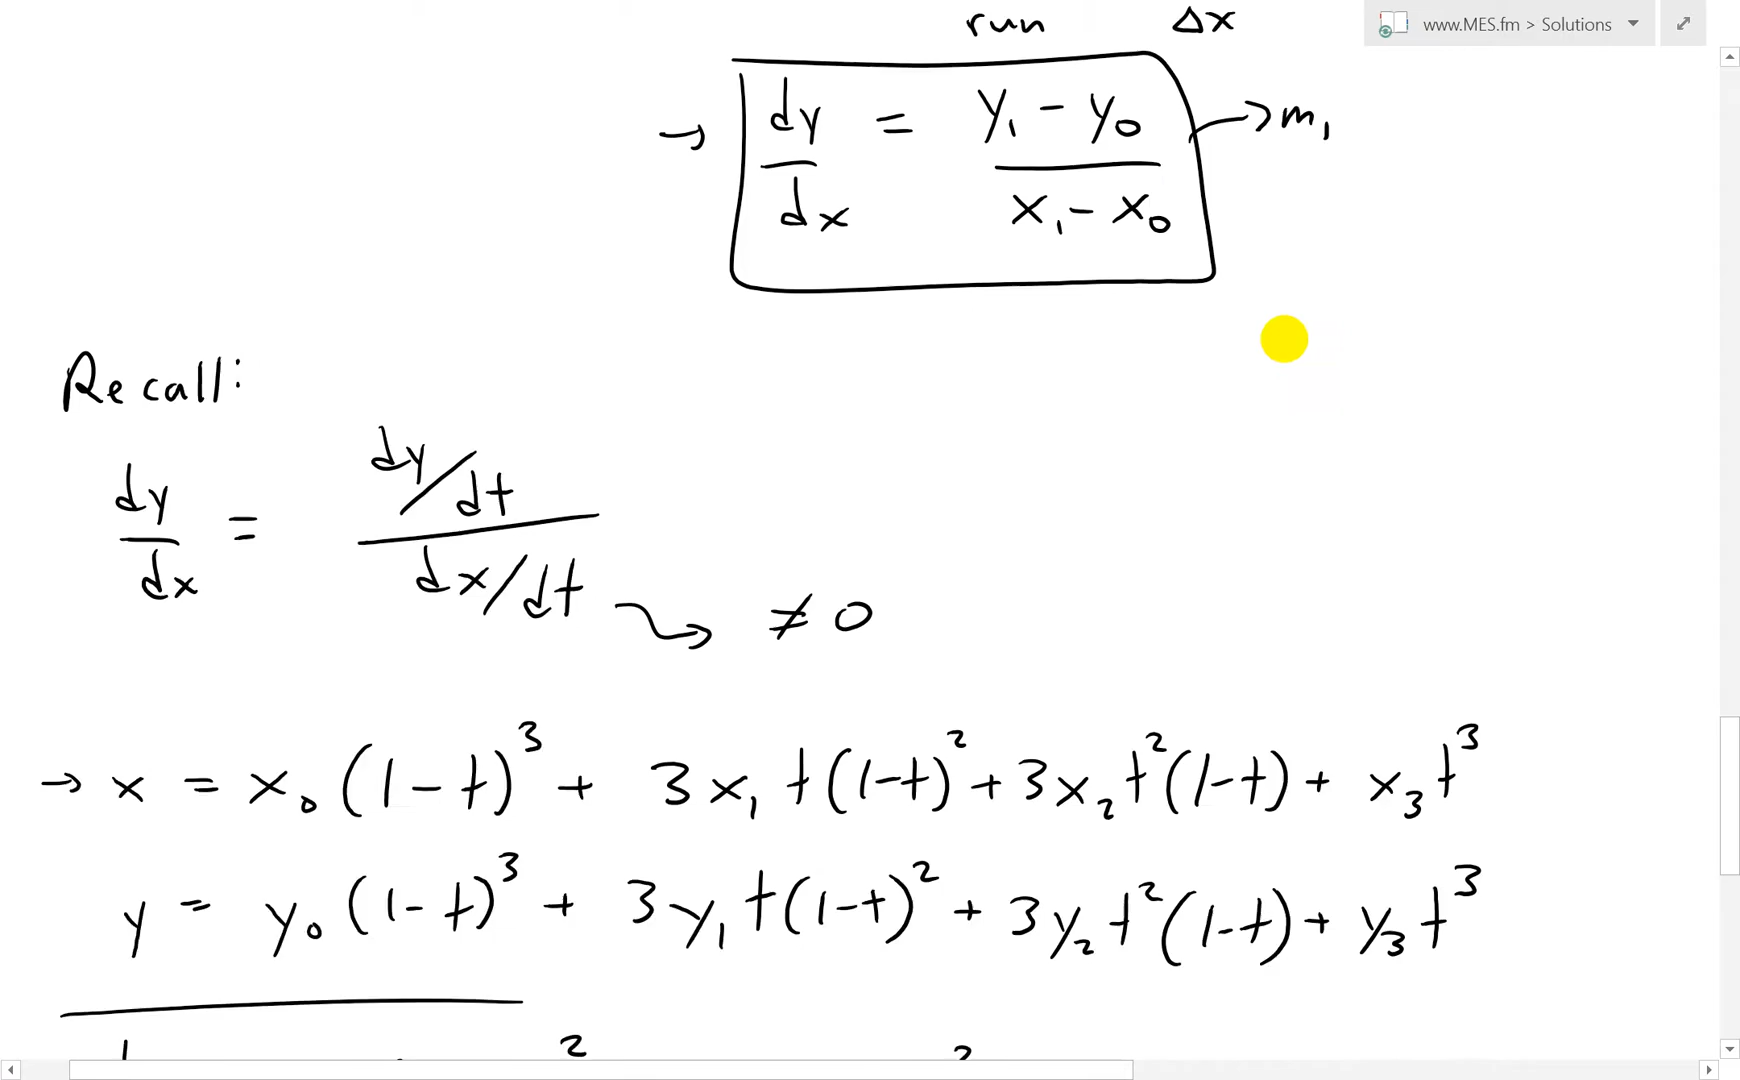 run Δx
www.MES.fm > Solutions
→ dy/dx = (y₁ - y₀)/(x₁ - x₀) → m₁
Recall:
dy/dx = (dy/dt)/(dx/dt) → ≠ 0
→ x = x₀(1-t)³ + 3x₁t(1-t)² + 3x₂t²(1-t) + x₃t³
y = y₀(1-t)³ + 3y₁t(1-t)² + 3y₂t²(1-t) + y₃t³
2 2